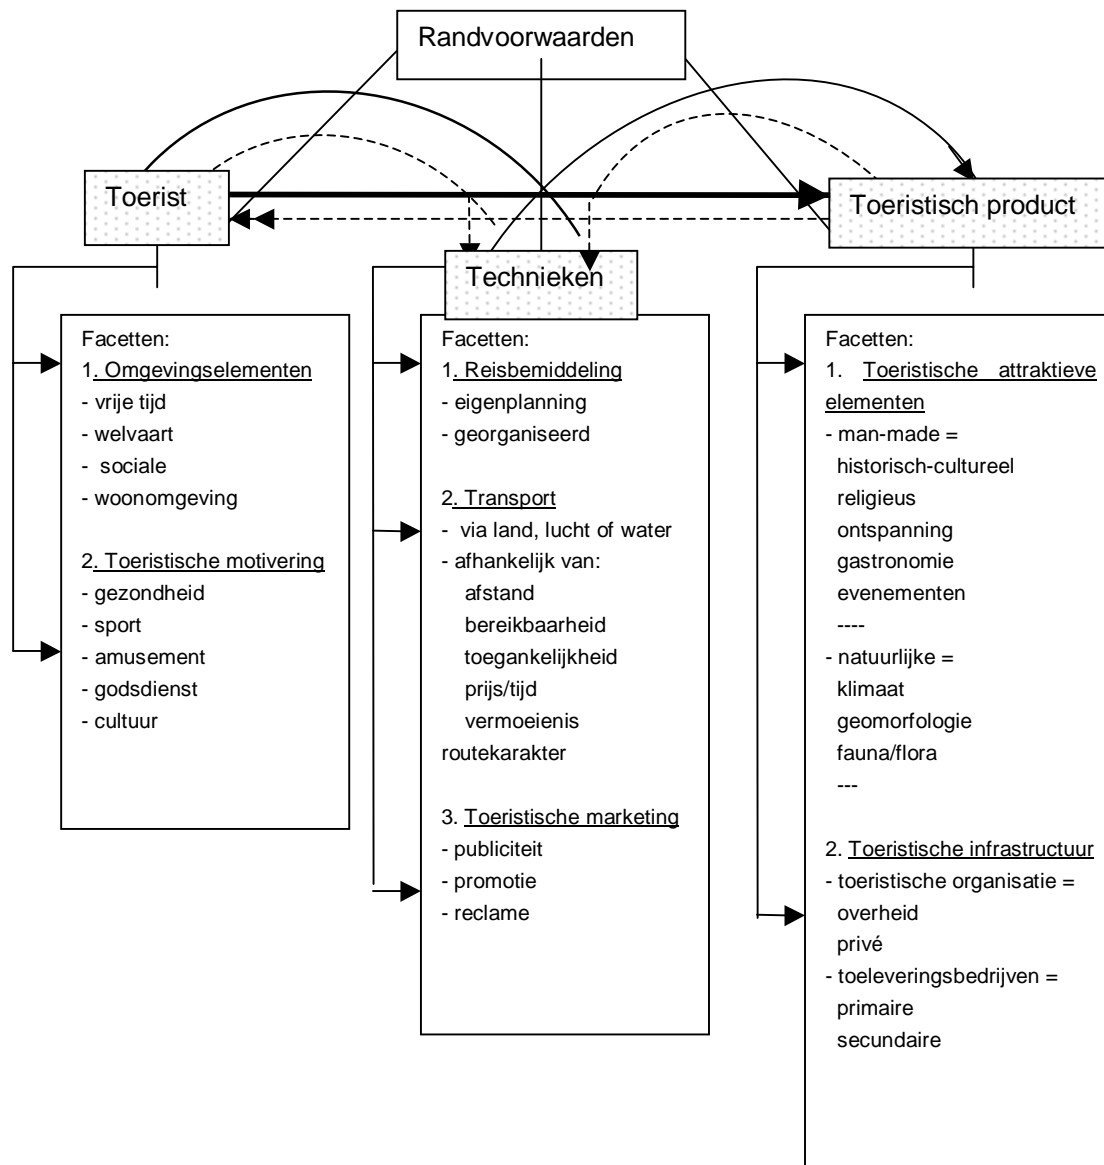 Randvoorwaarden
Toerist
Toeristisch product
Technieken
Facetten:
1. Omgevingselementen
- vrije tijd
- welvaart
- sociale
- woonomgeving
2. Toeristische motivering
- gezondheid
- sport
- amusement
- godsdienst
- cultuur
Facetten:
1. Reisbemiddeling
- eigenplanning
- georganiseerd
2. Transport
- via land, lucht of water
- afhankelijk van:
afstand
bereikbaarheid
toegankelijkheid
prijs/tijd
vermoeienis
routekarakter
3. Toeristische marketing
- publiciteit
- promotie
- reclame
Facetten:
1. Toeristische attraktieve
elementen
- man-made =
historisch-cultureel
religieus
ontspanning
gastronomie
evenementen
----
- natuurlijke =
klimaat
geomorfologie
fauna/flora
---
2. Toeristische infrastructuur
- toeristische organisatie =
overheid
privé
- toeleveringsbedrijven =
primaire
secundaire